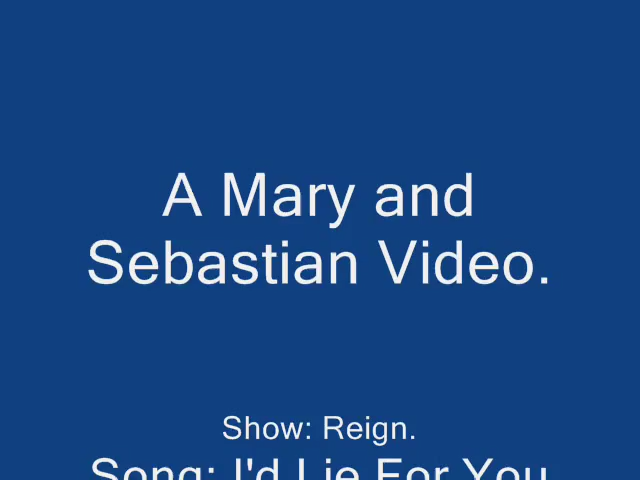 A Mary and
Sebastian Video.
Show: Reign.
Song: I'd Lie For You